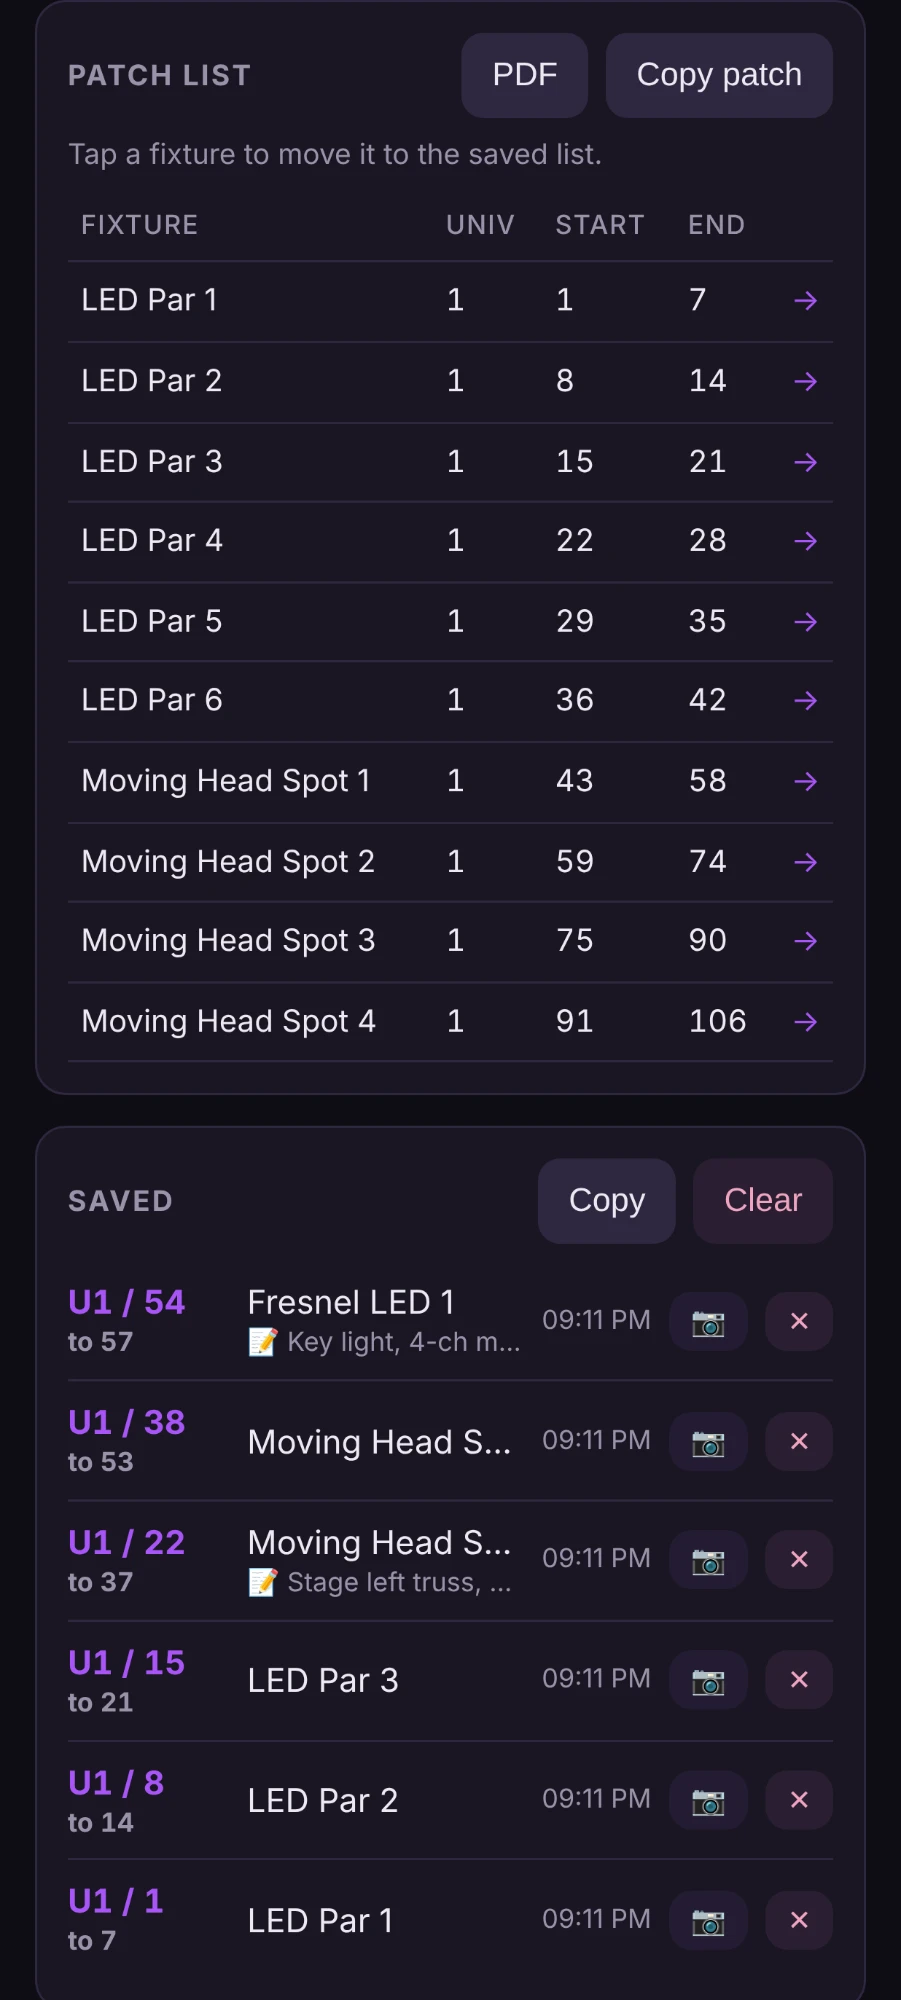 PATCH LIST PDF Copy patch
Tap a fixture to move it to the saved list.
FIXTURE UNIV START END
LED Par 1 1 1 7 →
LED Par 2 1 8 14 →
LED Par 3 1 15 21 →
LED Par 4 1 22 28 →
LED Par 5 1 29 35 →
LED Par 6 1 36 42 →
Moving Head Spot 1 1 43 58 →
Moving Head Spot 2 1 59 74 →
Moving Head Spot 3 1 75 90 →
Moving Head Spot 4 1 91 106 →
SAVED Copy Clear
U1 / 54 Fresnel LED 1 09:11 PM 📷 ✕
to 57 📝 Key light, 4-ch m...
U1 / 38 Moving Head S... 09:11 PM 📷 ✕
to 53
U1 / 22 Moving Head S... 09:11 PM 📷 ✕
to 37 📝 Stage left truss, ...
U1 / 15 LED Par 3 09:11 PM 📷 ✕
to 21
U1 / 8 LED Par 2 09:11 PM 📷 ✕
to 14
U1 / 1 LED Par 1 09:11 PM 📷 ✕
to 7